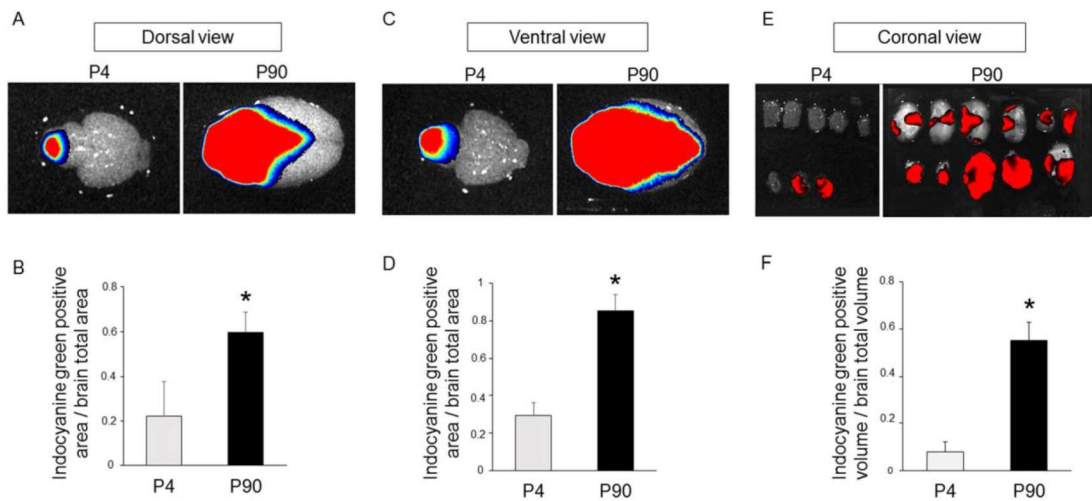 A
Dorsal view
P4 P90
C
Ventral view
P4 P90
E
Coronal view
P4 P90
B
Indocyanine green positive
area / brain total area
0.8
0.6
0.4
0.2
0
*
P4 P90
D
Indocyanine green positive
area / brain total area
1
0.8
0.6
0.4
0.2
0
*
P4 P90
F
Indocyanine green positive
volume / brain total volume
0.8
0.6
0.4
0.2
0
*
P4 P90